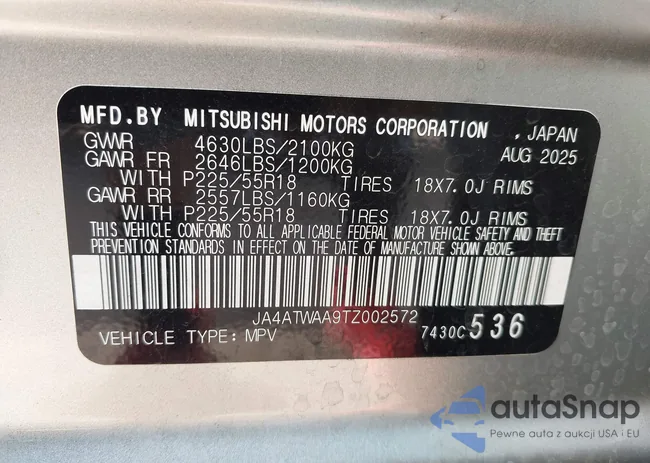 MFD.BY MITSUBISHI MOTORS CORPORATION , JAPAN
GVWR 4630LBS/2100KG AUG 2025
GAWR FR 2646LBS/1200KG
WITH P225/55R18 TIRES 18X7.0J RIMS
GAWR RR 2557LBS/1160KG
WITH P225/55R18 TIRES 18X7.0J RIMS
THIS VEHICLE CONFORMS TO ALL APPLICABLE FEDERAL MOTOR VEHICLE SAFETY AND THEFT
PREVENTION STANDARDS IN EFFECT ON THE DATE OF MANUFACTURE SHOWN ABOVE.
JA4ATWAA9TZ002572
VEHICLE TYPE: MPV 7430C 536
autaSnap
Pewne auta z aukcji USA i EU